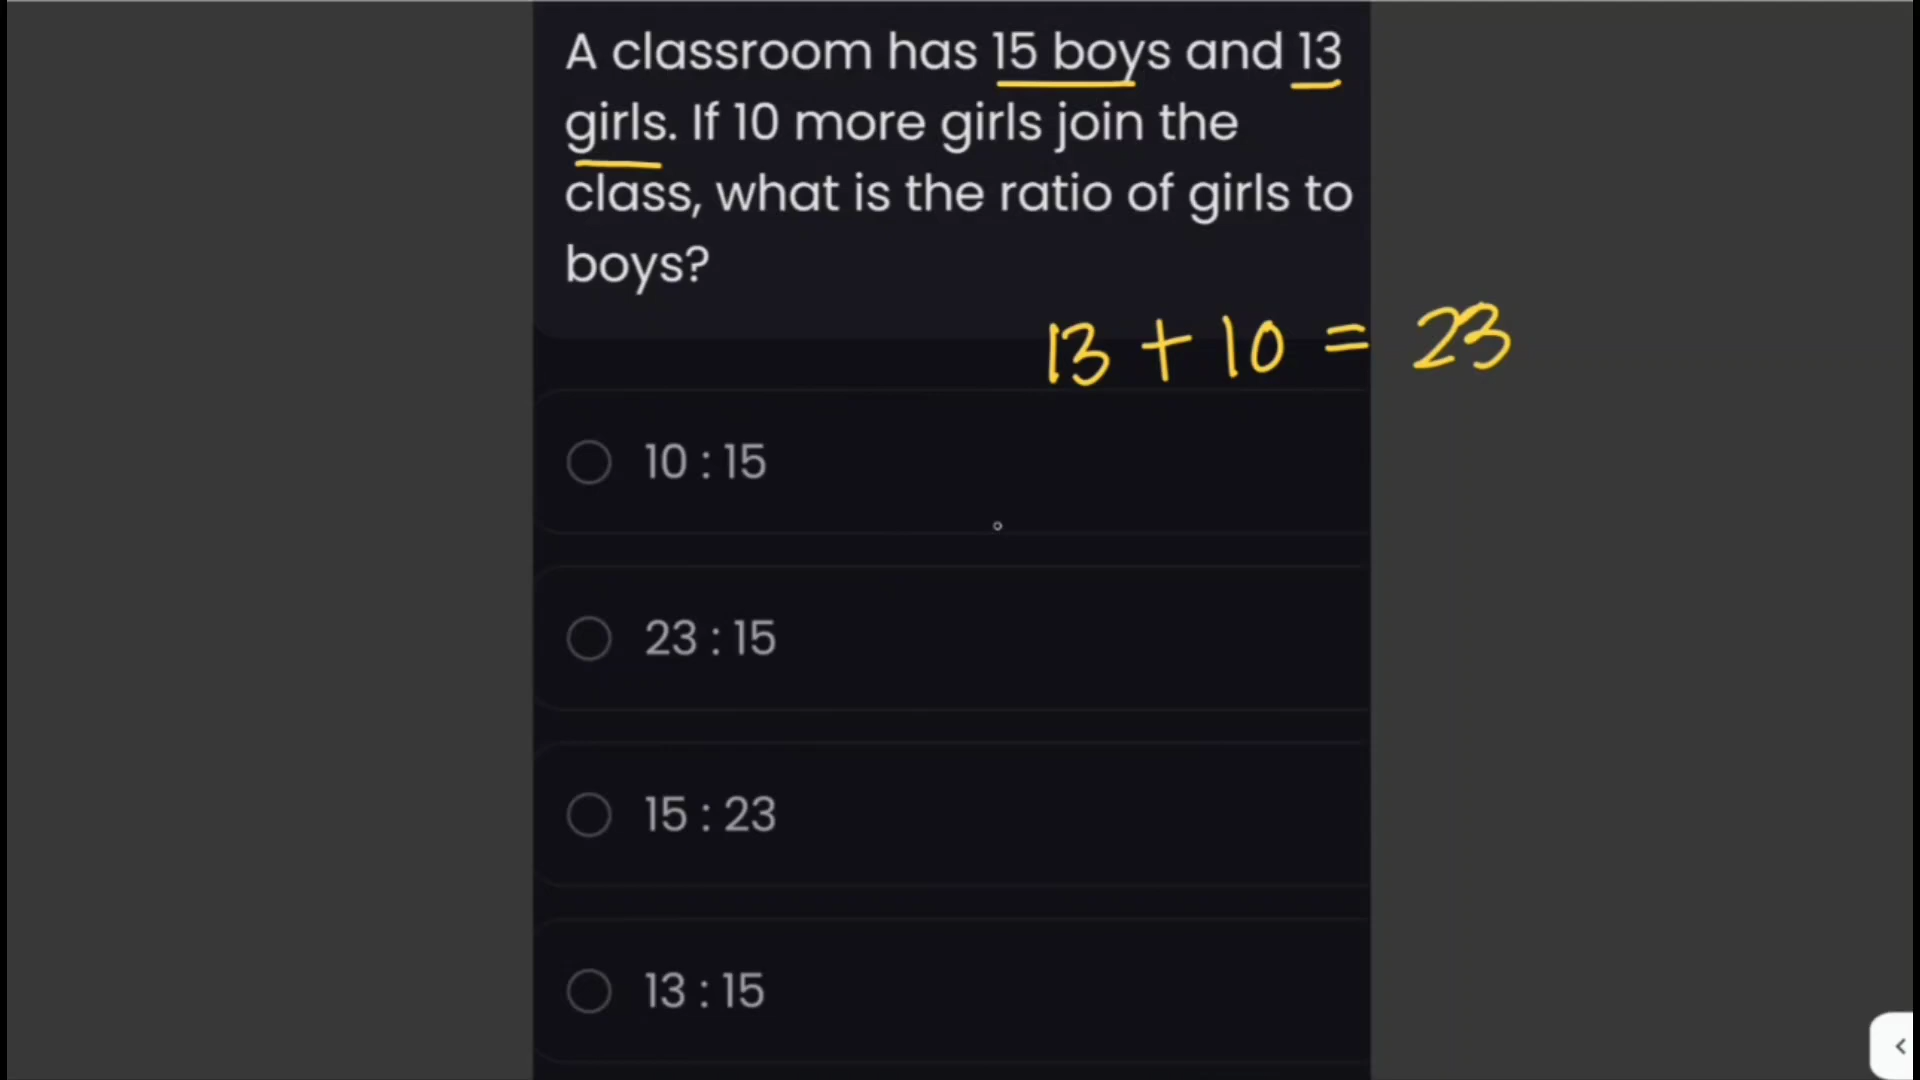 A classroom has 15 boys and 13
girls. If 10 more girls join the
class, what is the ratio of girls to
boys?
13 + 10 = 23
10 : 15
23 : 15
15 : 23
13 : 15